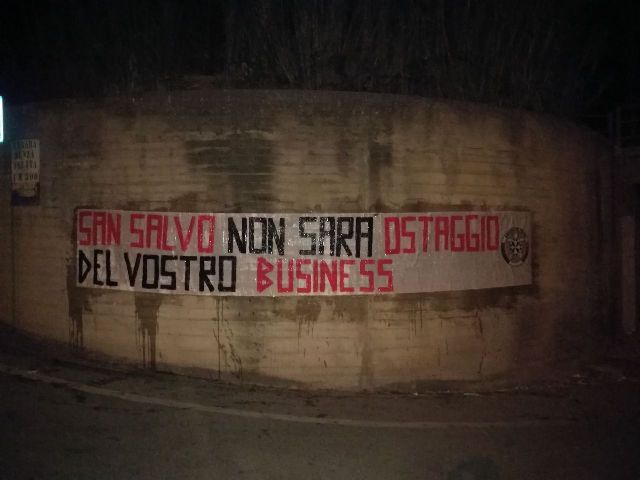 SAN SALVO NON SARA OSTAGGIO
DEL VOSTRO BUSINESS